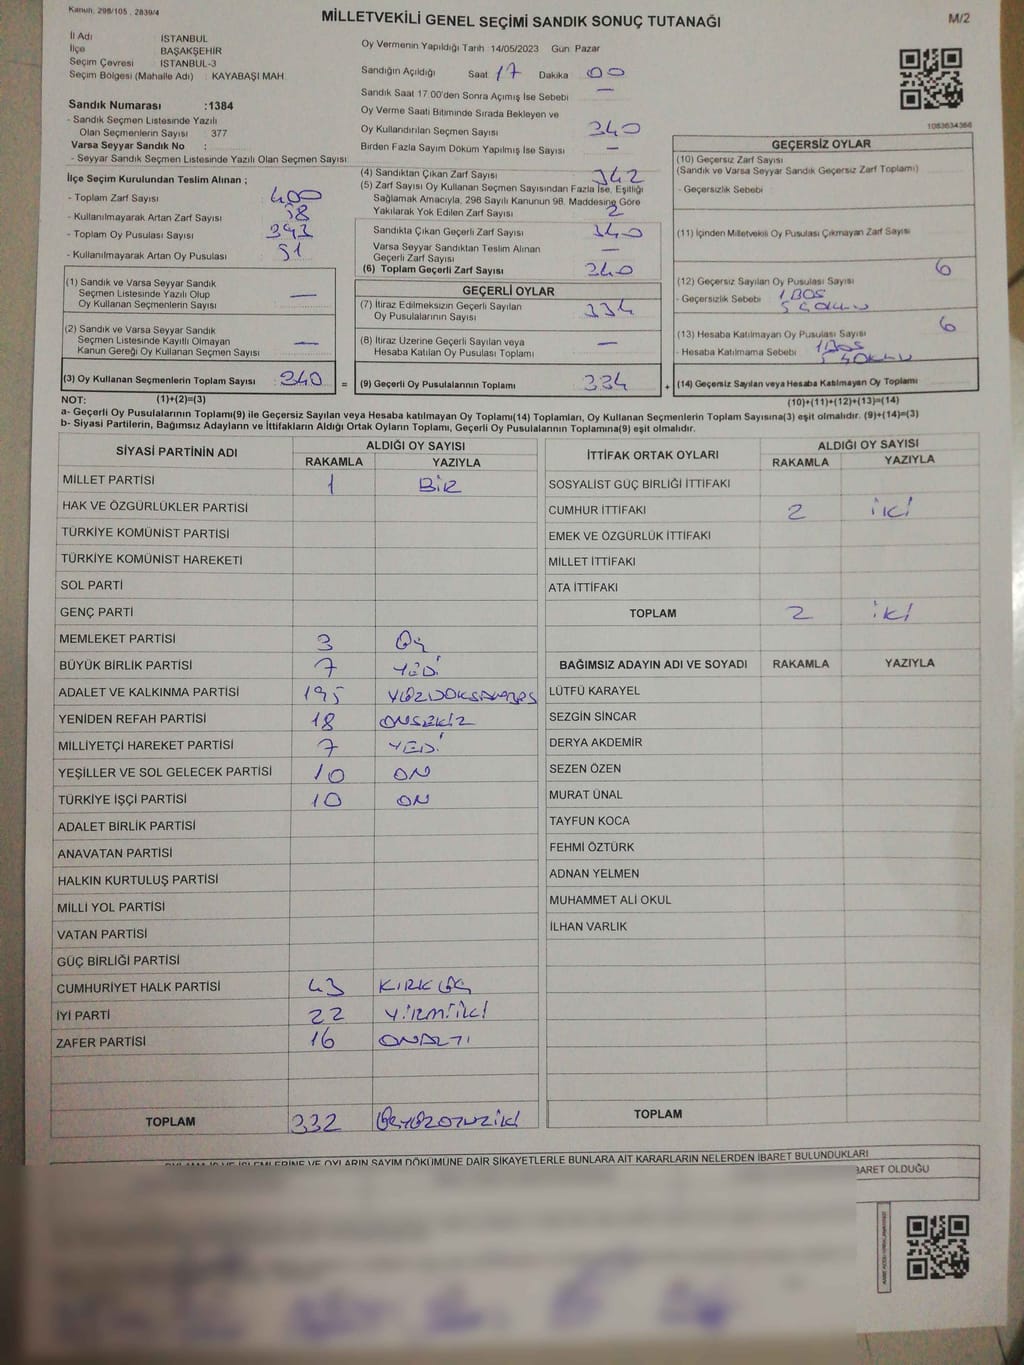 Kanun, 298/105 , 2839/4
MİLLETVEKİLİ GENEL SEÇİMİ SANDIK SONUÇ TUTANAĞI
M/2
İl Adı İSTANBUL
İlçe BAŞAKŞEHİR
Seçim Çevresi İSTANBUL-3
Seçim Bölgesi (Mahalle Adı) : KAYABAŞI MAH.
Sandık Numarası :1384
- Sandık Seçmen Listesinde Yazılı
Olan Seçmenlerin Sayısı : 377
Varsa Seyyar Sandık No :
- Seyyar Sandık Seçmen Listesinde Yazılı Olan Seçmen Sayısı
İlçe Seçim Kurulundan Teslim Alınan ;
- Toplam Zarf Sayısı 400
- Kullanılmayarak Artan Zarf Sayısı 58
- Toplam Oy Pusulası Sayısı 393
- Kullanılmayarak Artan Oy Pusulası 51
(1) Sandık ve Varsa Seyyar Sandık
Seçmen Listesinde Yazılı Olup
Oy Kullanan Seçmen Sayısı —
(2) Sandık ve Varsa Seyyar Sandık
Seçmen Listesinde Kayıtlı Olmayan
Kanun Gereği Oy Kullanan Seçmen Sayısı —
(3) Oy Kullanan Seçmenlerin Toplam Sayısı 340 =
Oy Vermenin Yapıldığı Tarih 14/05/2023 Gün Pazar
Sandığın Açıldığı Saat 17 Dakika 00
Sandık Saat 17:00'den Sonra Açımış İse Sebebi —
Oy Verme Saati Bitiminde Sırada Bekleyen ve
Oy Kullandırılan Seçmen Sayısı 340
Birden Fazla Sayım Döküm Yapılmış İse Sayısı —
(4) Sandıktan Çıkan Zarf Sayısı 342
(5) Zarf Sayısı Oy Kullanan Seçmen Sayısından Fazla İse, Eşitliği
Sağlamak Amacıyla, 298 Sayılı Kanunun 98. Maddesine Göre
Yakılarak Yok Edilen Zarf Sayısı 2
Sandıkta Çıkan Geçerli Zarf Sayısı 340
Varsa Seyyar Sandıktan Teslim Alınan
Geçerli Zarf Sayısı —
(6) Toplam Geçerli Zarf Sayısı 340
GEÇERLİ OYLAR
(7) İtiraz Edilmeksizin Geçerli Sayılan
Oy Pusulalarının Sayısı 334
(8) İtiraz Üzerine Geçerli Sayılan veya
Hesaba Katılan Oy Pusulası Toplamı —
(9) Geçerli Oy Pusulalarının Toplamı 334 +
1083634366
GEÇERSİZ OYLAR
(10) Geçersiz Zarf Sayısı
(Sandık ve Varsa Seyyar Sandık Geçersiz Zarf Toplamı)
- Geçersizlik Sebebi
(11) İçinden Milletvekili Oy Pusulası Çıkmayan Zarf Sayısı
(12) Geçersiz Sayılan Oy Pusulası Sayısı 6
- Geçersizlik Sebebi 1 BOŞ
5
(13) Hesaba Katılmayan Oy Pusulası Sayısı 6
- Hesaba Katılmama Sebebi 1 BOŞ
5
(14) Geçersiz Sayılan veya Hesaba Katılmayan Oy Toplamı
NOT: (1)+(2)=(3)
(10)+(11)+(12)+(13)=(14)
a- Geçerli Oy Pusulalarının Toplamı(9) ile Geçersiz Sayılan veya Hesaba katılmayan Oy Toplamı(14) Toplamları, Oy Kullanan Seçmenlerin Toplam Sayısına(3) eşit olmalıdır. (9)+(14)=(3)
b- Siyasi Partilerin, Bağımsız Adayların ve İttifakların Aldığı Ortak Oyların Toplamı, Geçerli Oy Pusulalarının Toplamına(9) eşit olmalıdır.
SİYASİ PARTİNİN ADI ALDIĞI OY SAYISI
RAKAMLA YAZIYLA
MİLLET PARTİSİ 1 BİR
HAK VE ÖZGÜRLÜKLER PARTİSİ
TÜRKİYE KOMÜNİST PARTİSİ
TÜRKİYE KOMÜNİST HAREKETİ
SOL PARTİ
GENÇ PARTİ
MEMLEKET PARTİSİ 3 ÜÇ
BÜYÜK BİRLİK PARTİSİ 7 YEDİ
ADALET VE KALKINMA PARTİSİ 195 YÜZDOKSANBEŞ
YENİDEN REFAH PARTİSİ 18 ONSEKİZ
MİLLİYETÇİ HAREKET PARTİSİ 7 YEDİ
YEŞİLLER VE SOL GELECEK PARTİSİ 10 ON
TÜRKİYE İŞÇİ PARTİSİ 10 ON
ADALET BİRLİK PARTİSİ
ANAVATAN PARTİSİ
HALKIN KURTULUŞ PARTİSİ
MİLLİ YOL PARTİSİ
VATAN PARTİSİ
GÜÇ BİRLİĞİ PARTİSİ
CUMHURİYET HALK PARTİSİ 43 KIRKÜÇ
İYİ PARTİ 22 YİRMİİKİ
ZAFER PARTİSİ 16 ONALTI
TOPLAM 332 ÜÇYÜZOTUZİKİ
İTTİFAK ORTAK OYLARI ALDIĞI OY SAYISI
RAKAMLA YAZIYLA
SOSYALİST GÜÇ BİRLİĞİ İTTİFAKI
CUMHUR İTTİFAKI 2 İKİ
EMEK VE ÖZGÜRLÜK İTTİFAKI
MİLLET İTTİFAKI
ATA İTTİFAKI
TOPLAM 2 İKİ
BAĞIMSIZ ADAYIN ADI VE SOYADI RAKAMLA YAZIYLA
LÜTFÜ KARAYEL
SEZGİN SİNCAR
DERYA AKDEMİR
SEZEN ÖZEN
MURAT ÜNAL
TAYFUN KOCA
FEHMİ ÖZTÜRK
ADNAN YELMEN
MUHAMMET ALİ OKUL
İLHAN VARLIK
TOPLAM
İŞLEMLERİNE VE OYLARIN SAYIM DÖKÜMÜNE DAİR ŞİKAYETLERLE BUNLARA AİT KARARLARIN NELERDEN İBARET BULUNDUKLARI
BARET OLDUĞU